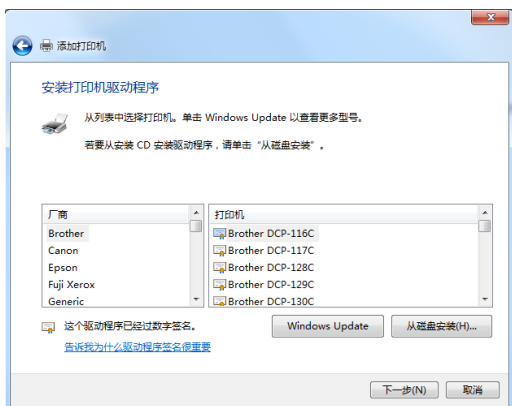 添加打印机
安装打印机驱动程序
从列表中选择打印机。单击 Windows Update 以查看更多型号。
若要从安装 CD 安装驱动程序，请单击“从磁盘安装”。
厂商
Brother
Canon
Epson
Fuji Xerox
Generic
打印机
Brother DCP-116C
Brother DCP-117C
Brother DCP-128C
Brother DCP-129C
Brother DCP-130C
这个驱动程序已经过数字签名。
告诉我为什么驱动程序签名很重要
Windows Update
从磁盘安装(H)...
下一步(N)
取消